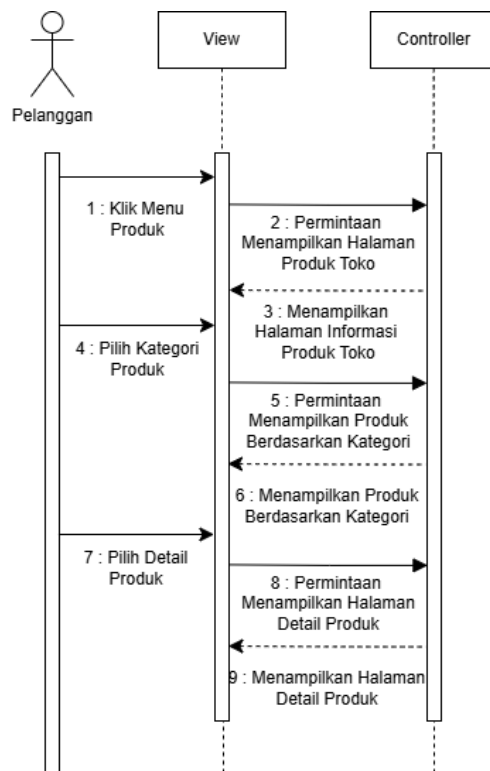 View
Controller
Pelanggan
1 : Klik Menu
Produk
2 : Permintaan
Menampilkan Halaman
Produk Toko
3 : Menampilkan
Halaman Informasi
Produk Toko
4 : Pilih Kategori
Produk
5 : Permintaan
Menampilkan Produk
Berdasarkan Kategori
6 : Menampilkan Produk
Berdasarkan Kategori
7 : Pilih Detail
Produk
8 : Permintaan
Menampilkan Halaman
Detail Produk
9 : Menampilkan Halaman
Detail Produk